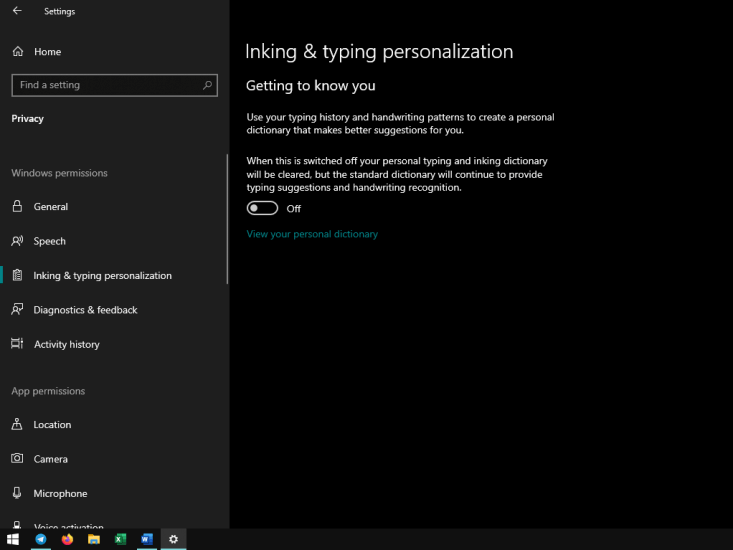 Settings
Home
Find a setting
Privacy
Windows permissions
General
Speech
Inking & typing personalization
Diagnostics & feedback
Activity history
App permissions
Location
Camera
Microphone
Voice activation
Inking & typing personalization
Getting to know you
Use your typing history and handwriting patterns to create a personal
dictionary that makes better suggestions for you.
When this is switched off your personal typing and inking dictionary
will be cleared, but the standard dictionary will continue to provide
typing suggestions and handwriting recognition.
Off
View your personal dictionary